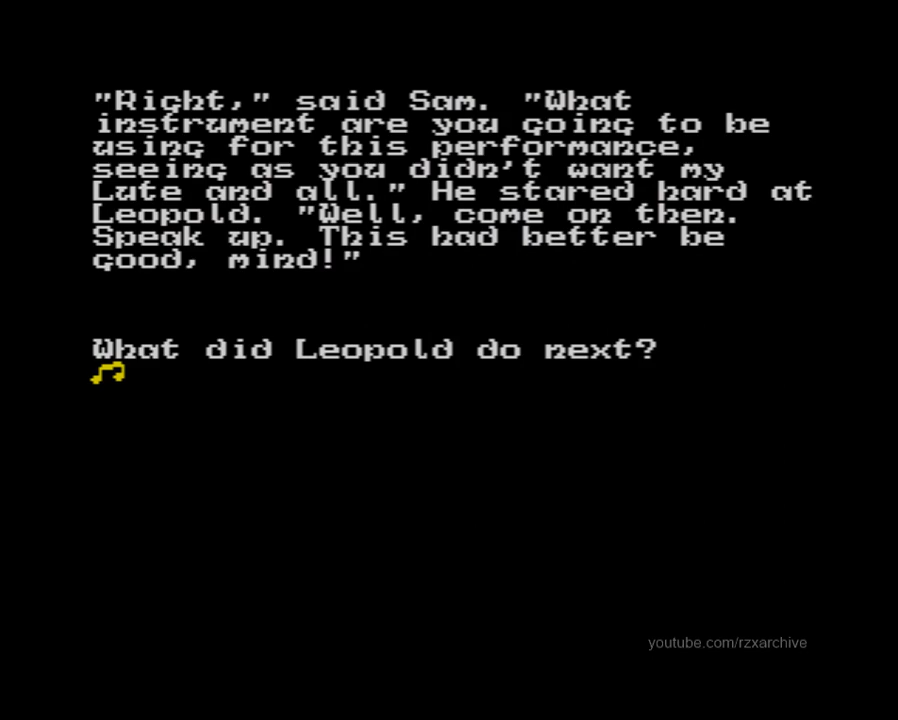 "Right," said Sam. "What
instrument are you going to be
using for this performance,
seeing as you didn't want my
Lute and all." He stared hard at
Leopold. "Well, come on then.
Speak up. This had better be
good, mind!"
What did Leopold do next?
youtube.com/rzxarchive